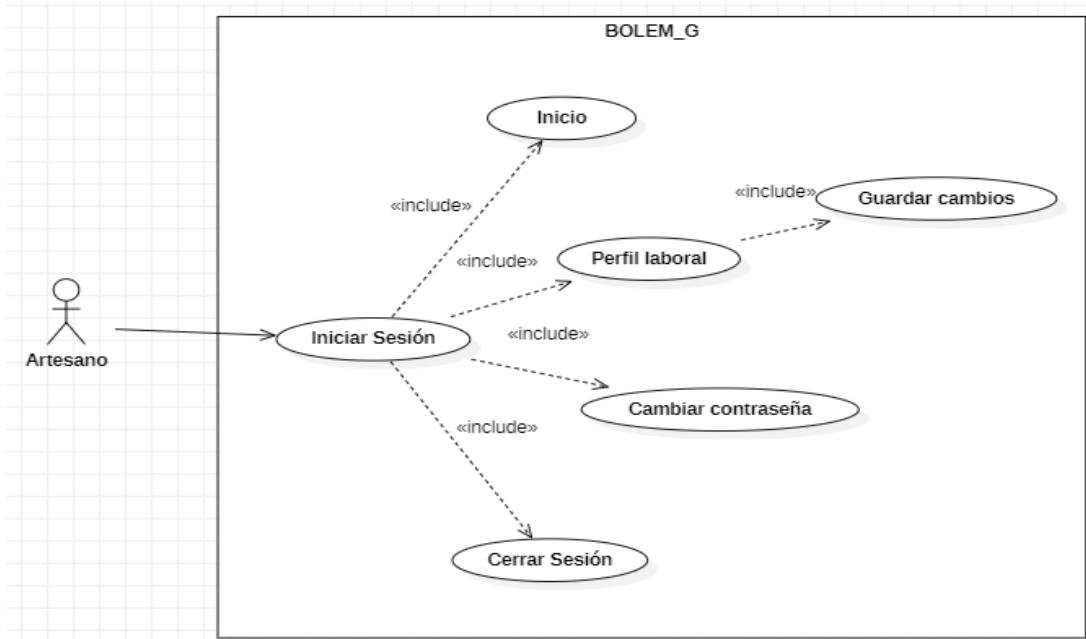 BOLEM_G
Inicio
«include»
Guardar cambios
«include»
«include»
Perfil laboral
Artesano
Iniciar Sesión
«include»
Cambiar contraseña
«include»
Cerrar Sesión